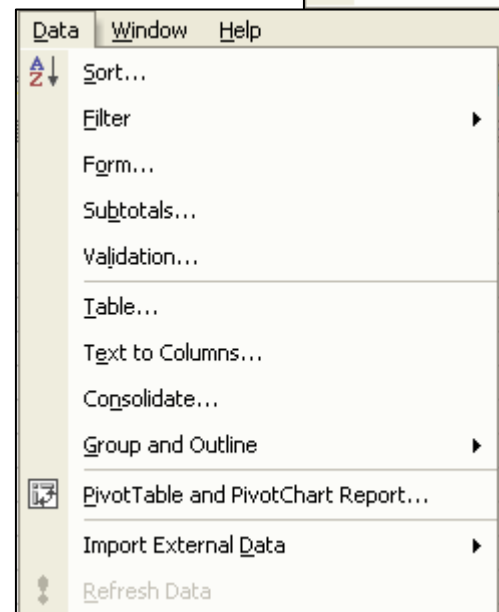 Data Window Help
Sort...
Filter
Form...
Subtotals...
Validation...
Table...
Text to Columns...
Consolidate...
Group and Outline
PivotTable and PivotChart Report...
Import External Data
Refresh Data